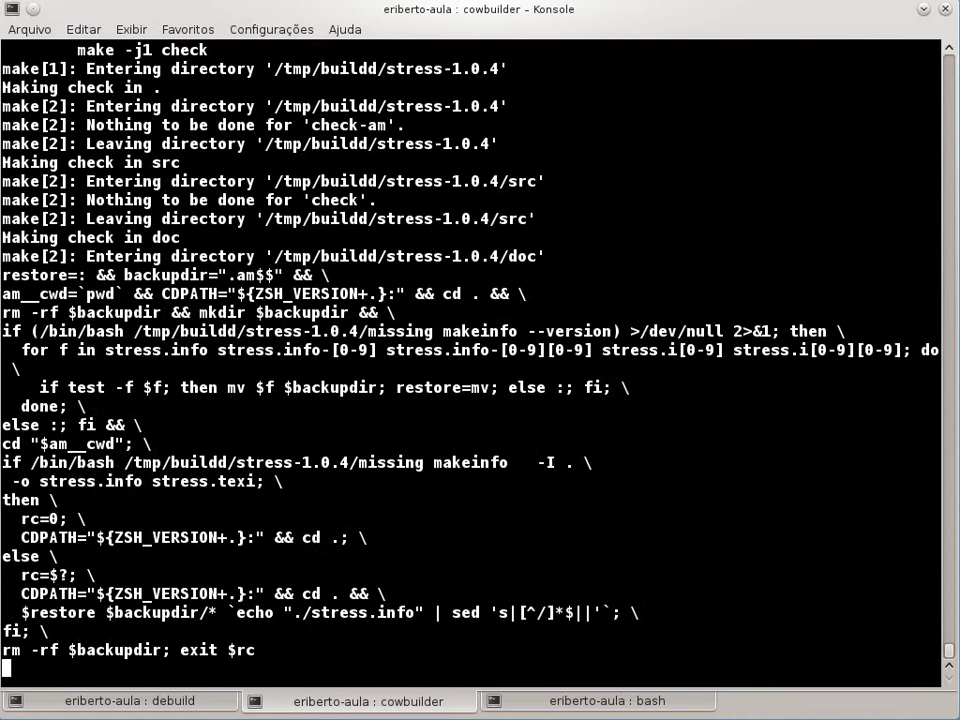 eriberto-aula : cowbuilder – Konsole
Arquivo Editar Exibir Favoritos Configurações Ajuda
make -j1 check
make[1]: Entering directory '/tmp/buildd/stress-1.0.4'
Making check in .
make[2]: Entering directory '/tmp/buildd/stress-1.0.4'
make[2]: Nothing to be done for 'check-am'.
make[2]: Leaving directory '/tmp/buildd/stress-1.0.4'
Making check in src
make[2]: Entering directory '/tmp/buildd/stress-1.0.4/src'
make[2]: Nothing to be done for 'check'.
make[2]: Leaving directory '/tmp/buildd/stress-1.0.4/src'
Making check in doc
make[2]: Entering directory '/tmp/buildd/stress-1.0.4/doc'
restore=: && backupdir=".am$$" && \
am__cwd=`pwd` && CDPATH="${ZSH_VERSION+.}:" && cd . && \
rm -rf $backupdir && mkdir $backupdir && \
if (/bin/bash /tmp/buildd/stress-1.0.4/missing makeinfo --version) >/dev/null 2>&1; then \
for f in stress.info stress.info-[0-9] stress.info-[0-9][0-9] stress.i[0-9] stress.i[0-9][0-9]; do
\
if test -f $f; then mv $f $backupdir; restore=mv; else :; fi; \
done; \
else :; fi && \
cd "$am__cwd"; \
if /bin/bash /tmp/buildd/stress-1.0.4/missing makeinfo   -I . \
-o stress.info stress.texi; \
then \
rc=0; \
CDPATH="${ZSH_VERSION+.}:" && cd .; \
else \
rc=$?; \
CDPATH="${ZSH_VERSION+.}:" && cd . && \
$restore $backupdir/* `echo "./stress.info" | sed 's|[^/]*$||'`; \
fi; \
rm -rf $backupdir; exit $rc
eriberto-aula : debuild eriberto-aula : cowbuilder eriberto-aula : bash